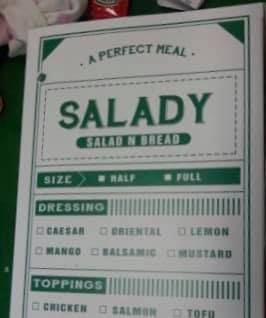 · A PERFECT MEAL ·
SALADY
SALAD N BREAD
SIZE HALF FULL
DRESSING
CAESAR ORIENTAL LEMON
MANGO BALSAMIC MUSTARD
TOPPINGS
CHICKEN SALMON TOFU